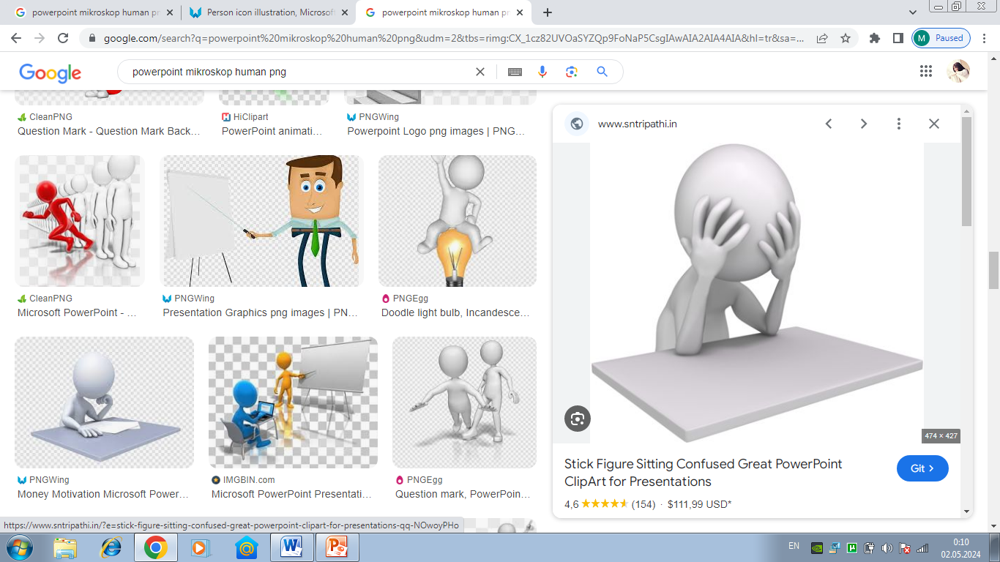 powerpoint mikroskop human pn
Person icon illustration, Microsoft
powerpoint mikroskop human pn
google.com/search?q=powerpoint%20mikroskop%20human%20png&udm=2&tbs=rimg:CX_1cz82UVOaSYZQp9FoNaP5CsgIAwAIA2AIA4AIA&hl=tr&sa=...
M Paused
Google
powerpoint mikroskop human png
CleanPNG
Question Mark - Question Mark Back...
HiClipart
PowerPoint animati...
PNGWing
Powerpoint Logo png images | PNG...
CleanPNG
Microsoft PowerPoint - ...
PNGWing
Presentation Graphics png images | PN...
PNGEgg
Doodle light bulb, Incandesce...
PNGWing
Money Motivation Microsoft Power...
IMGBIN.com
Microsoft PowerPoint Presentati...
PNGEgg
Question mark, PowerPoin...
www.sntripathi.in
474 × 427
Stick Figure Sitting Confused Great PowerPoint
ClipArt for Presentations
Git
4,6 (154) · $111,99 USD*
https://www.sntripathi.in/?e=stick-figure-sitting-confused-great-powerpoint-clipart-for-presentations-qq-NOwoyPHo
EN
0:10
02.05.2024